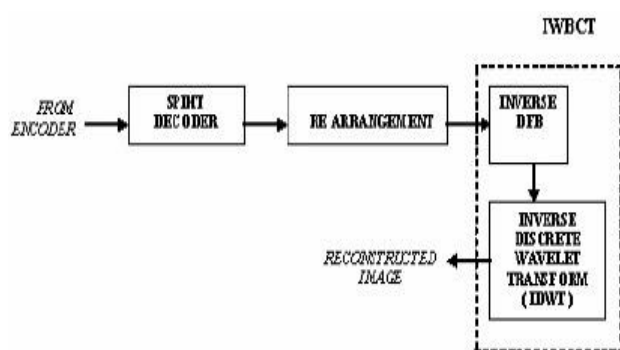 IWBCT
FROM
ENCODER
SPIHT
DECODER
RE ARRANGEMENT
INVERSE
DFB
INVERSE
DISCRETE
WAVELET
TRANSFORM
( IDWT )
RECONSTRUCTED
IMAGE